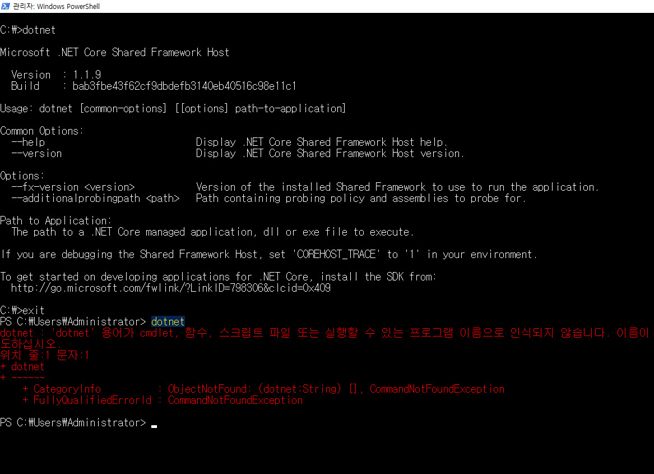 관리자: Windows PowerShell
C:\>dotnet
Microsoft .NET Core Shared Framework Host
Version : 1.1.9
Build : bab3fbe43f62cf9dbdefb3140eb40516c98e11c1
Usage: dotnet [common-options] [[options] path-to-application]
Common Options:
--help Display .NET Core Shared Framework Host help.
--version Display .NET Core Shared Framework Host version.
Options:
--fx-version <version> Version of the installed Shared Framework to use to run the application.
--additionalprobingpath <path> Path containing probing policy and assemblies to probe for.
Path to Application:
The path to a .NET Core managed application, dll or exe file to execute.
If you are debugging the Shared Framework Host, set 'COREHOST_TRACE' to '1' in your environment.
To get started on developing applications for .NET Core, install the SDK from:
http://go.microsoft.com/fwlink/?LinkID=798306&clcid=0x409
C:₩>exit
PS C:₩Users₩Administrator> dotnet
dotnet : 'dotnet' 용어가 cmdlet, 함수, 스크립트 파일 또는 실행할 수 있는 프로그램 이름으로 인식되지 않습니다. 이름이
도하십시오.
위치 줄:1 문자:1
+ dotnet
+ ~~~~~~
+ CategoryInfo : ObjectNotFound: (dotnet:String) [], CommandNotFoundException
+ FullyQualifiedErrorId : CommandNotFoundException
PS C:₩Users₩Administrator>